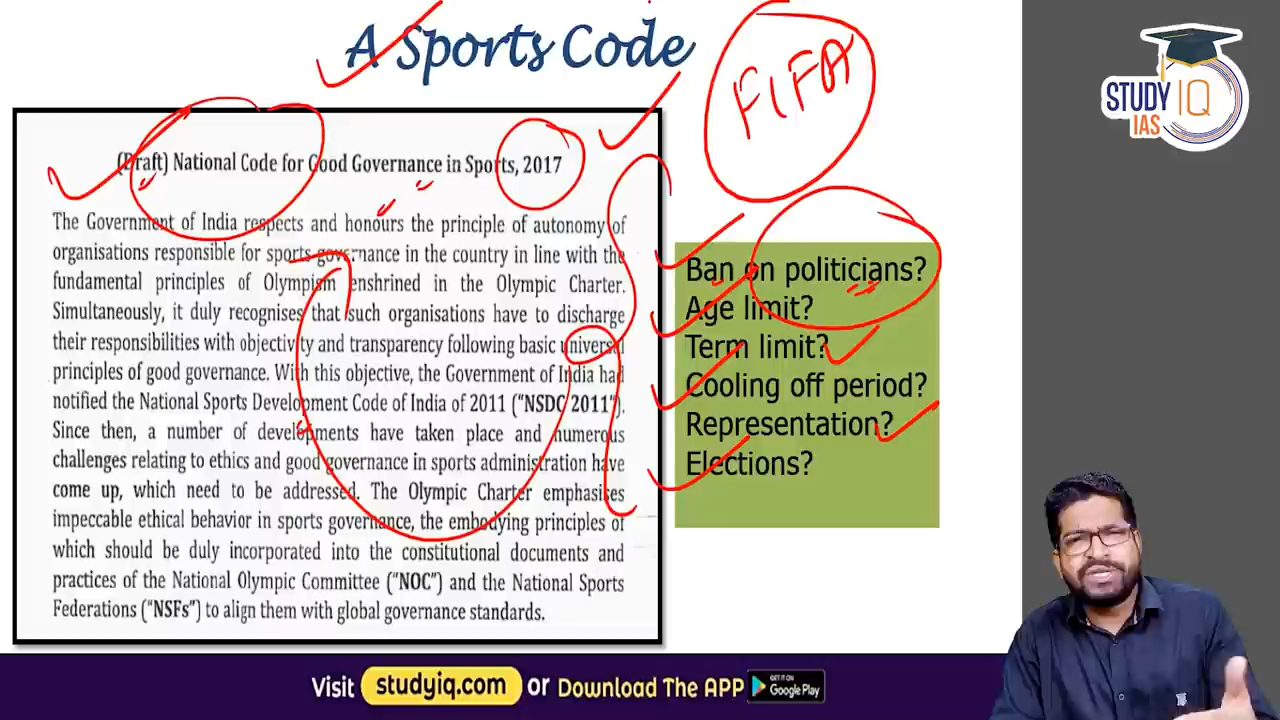 A Sports Code
FIFA
STUDY IQ
IAS
(Draft) National Code for Good Governance in Sports, 2017
The Government of India respects and honours the principle of autonomy of
organisations responsible for sports governance in the country in line with the
fundamental principles of Olympism enshrined in the Olympic Charter.
Simultaneously, it duly recognises that such organisations have to discharge
their responsibilities with objectivity and transparency following basic universal
principles of good governance. With this objective, the Government of India had
notified the National Sports Development Code of India of 2011 ("NSDC 2011").
Since then, a number of developments have taken place and numerous
challenges relating to ethics and good governance in sports administration have
come up, which need to be addressed. The Olympic Charter emphasises
impeccable ethical behavior in sports governance, the embodying principles of
which should be duly incorporated into the constitutional documents and
practices of the National Olympic Committee ("NOC") and the National Sports
Federations ("NSFs") to align them with global governance standards.
Ban on politicians?
Age limit?
Term limit?
Cooling off period?
Representation?
Elections?
Visit studyiq.com or Download The APP GET IT ON Google Play